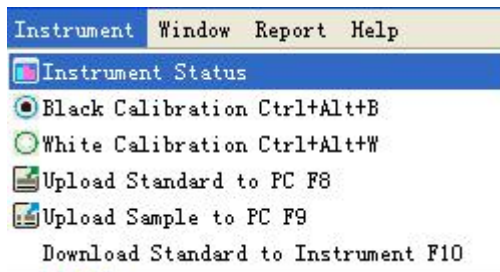 Instrument Window Report Help
Instrument Status
Black Calibration Ctrl+Alt+B
White Calibration Ctrl+Alt+W
Upload Standard to PC F8
Upload Sample to PC F9
Download Standard to Instrument F10